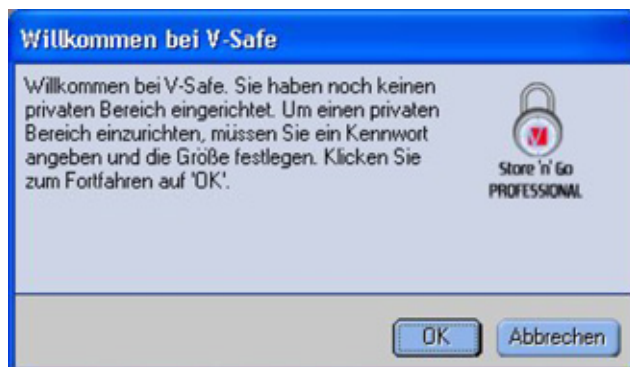 Willkommen bei V-Safe
Willkommen bei V-Safe. Sie haben noch keinen
privaten Bereich eingerichtet. Um einen privaten
Bereich einzurichten, müssen Sie ein Kennwort
angeben und die Größe festlegen. Klicken Sie
zum Fortfahren auf 'OK'.
V
Store 'n' Go
PROFESSIONAL
OK
Abbrechen